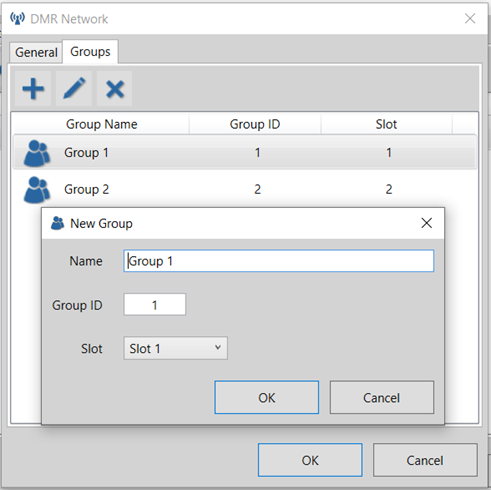 DMR Network
General Groups
Group Name Group ID Slot
Group 1 1 1
Group 2 2 2
New Group
Name Group 1
Group ID 1
Slot Slot 1
OK Cancel
OK Cancel